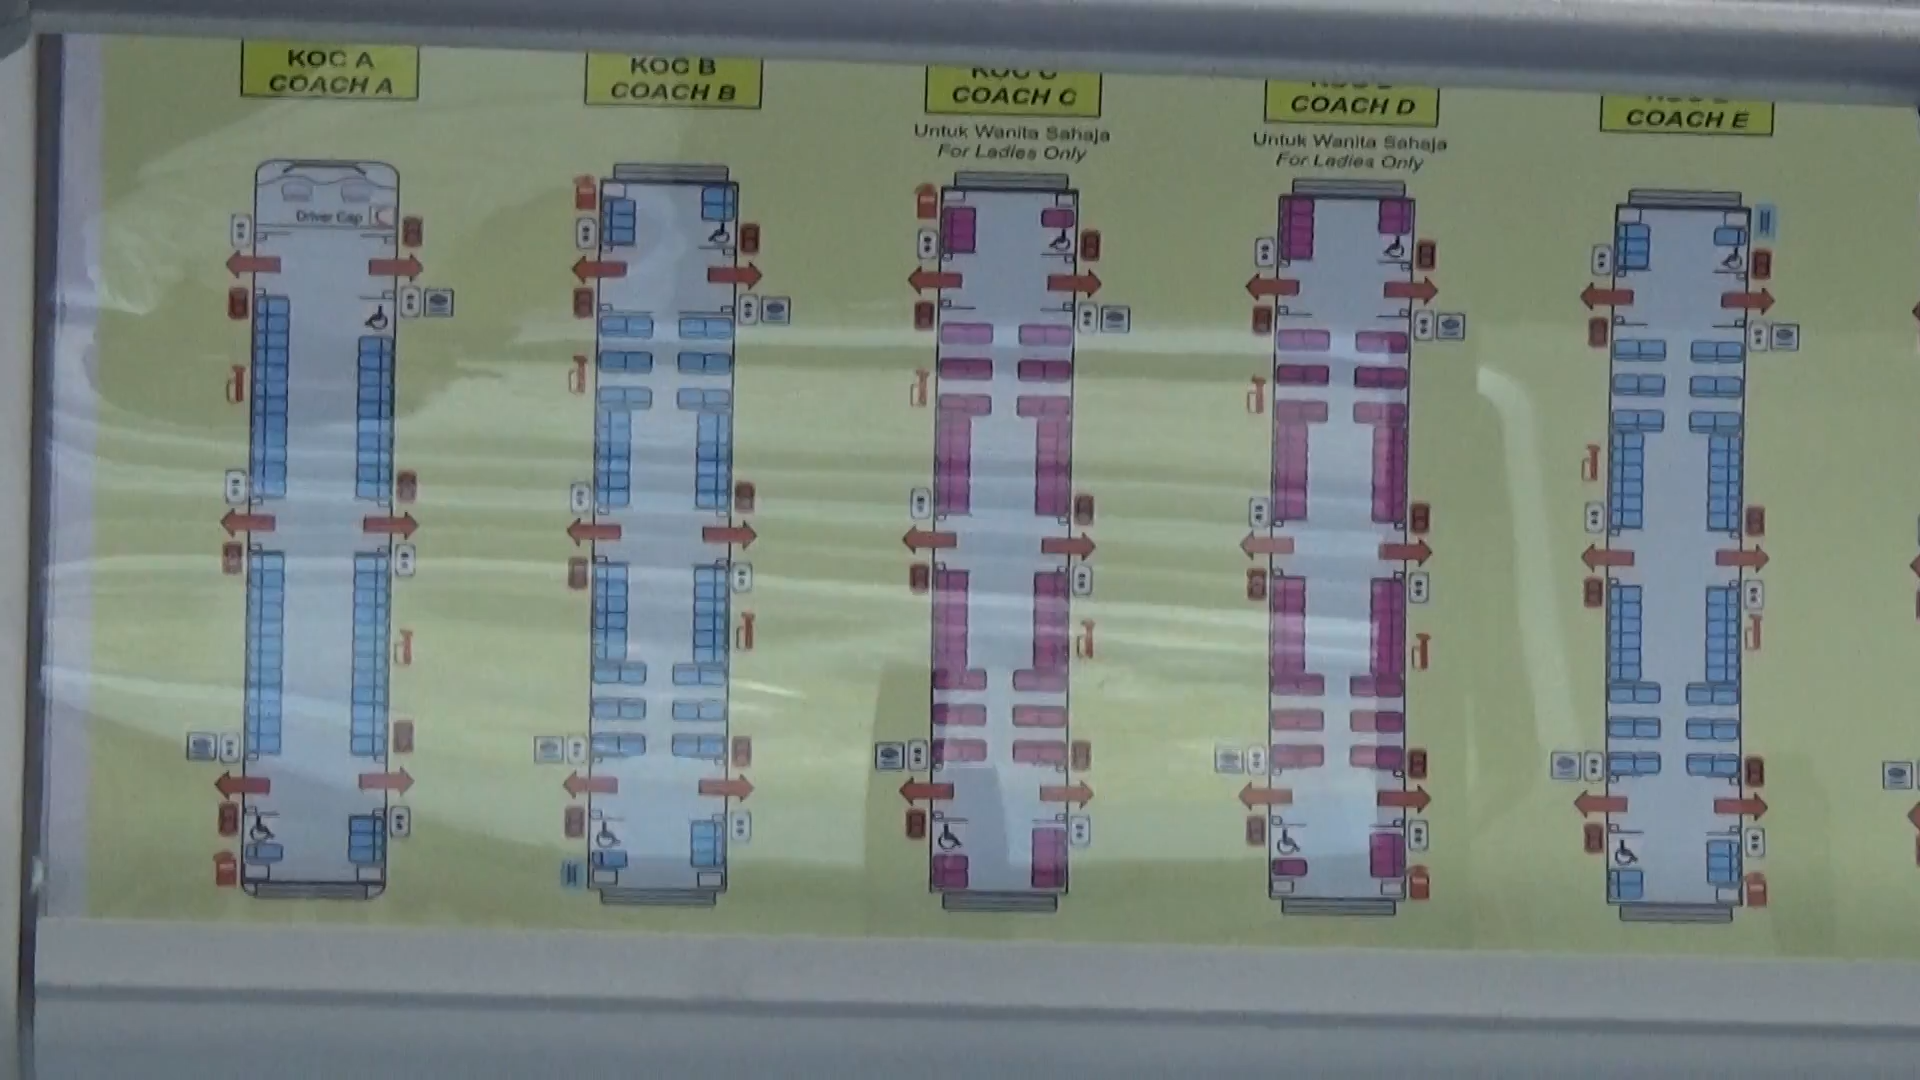 KOC A
COACH A
Driver Cap
KOC B
COACH B
COACH C
Untuk Wanita Sahaja
For Ladies Only
COACH D
Untuk Wanita Sahaja
For Ladies Only
COACH E